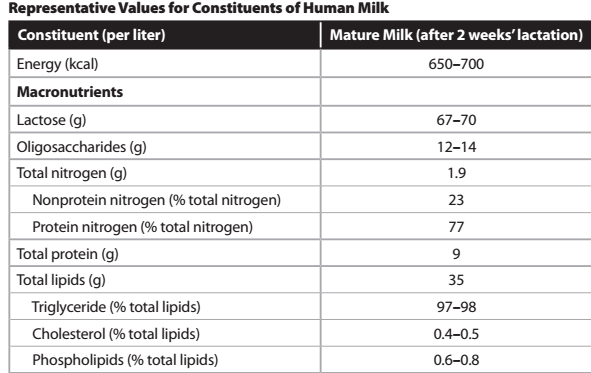 Representative Values for Constituents of Human Milk
Constituent (per liter) Mature Milk (after 2 weeks’ lactation)
Energy (kcal) 650–700
Macronutrients
Lactose (g) 67–70
Oligosaccharides (g) 12–14
Total nitrogen (g) 1.9
Nonprotein nitrogen (% total nitrogen) 23
Protein nitrogen (% total nitrogen) 77
Total protein (g) 9
Total lipids (g) 35
Triglyceride (% total lipids) 97–98
Cholesterol (% total lipids) 0.4–0.5
Phospholipids (% total lipids) 0.6–0.8